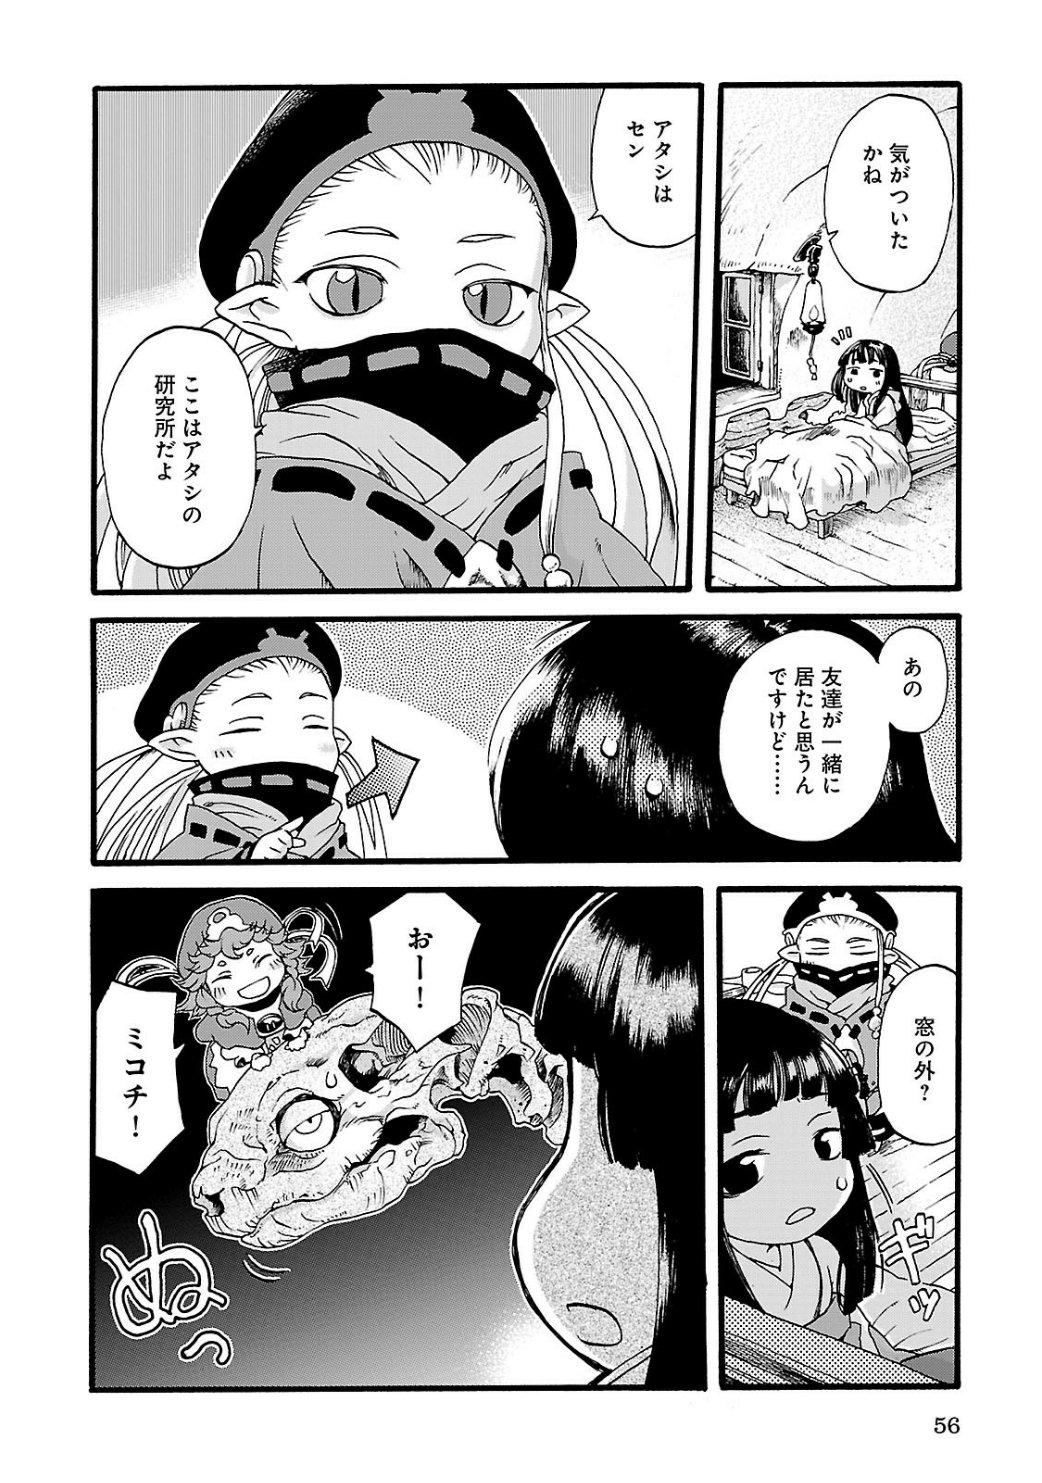 気がついた
かね
アタシは
セン
ここはアタシの
研究所だよ
あの
友達が一緒に
居たと思うん
ですけど……
窓の外?
ギッ
おー!
ミコチ!
ぬっ
56